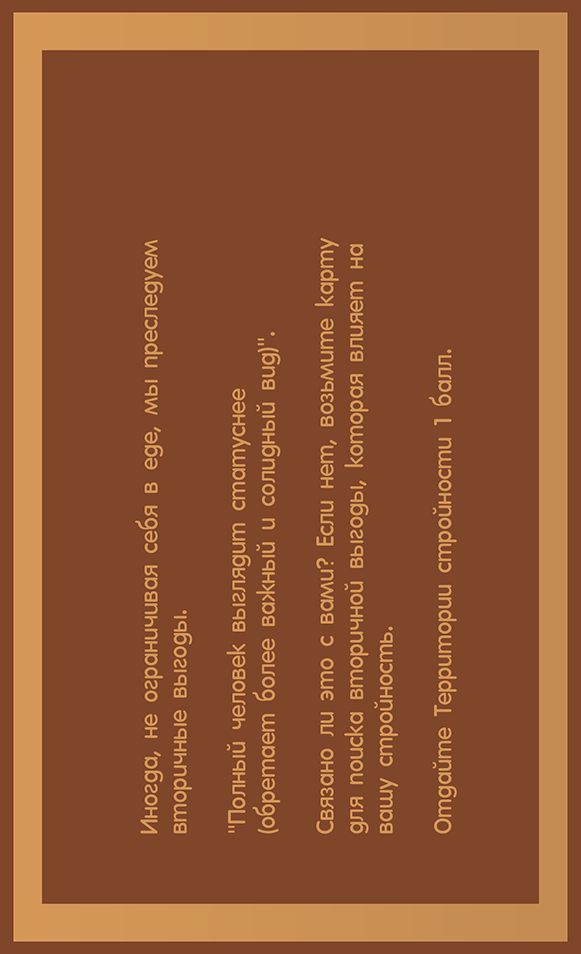 Иногда, не ограничивая себя в еде, мы преследуем
вторичные выгоды.
"Полный человек выглядит статуснее
(обретает более важный и солидный вид)".
Связано ли это с вами? Если нет, возьмите карту
для поиска вторичной выгоды, которая влияет на
вашу стройность.
Отдайте Территории стройности 1 балл.